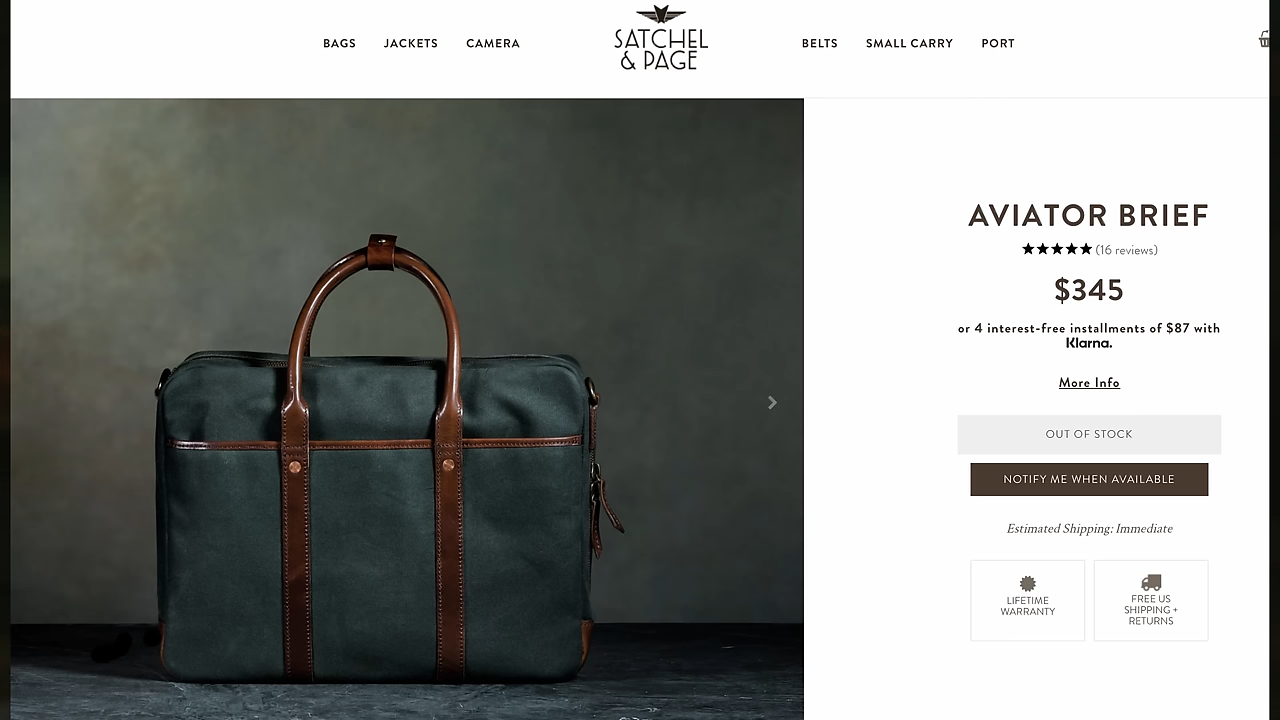 BAGS JACKETS CAMERA
SATCHEL
& PAGE
BELTS SMALL CARRY PORT
AVIATOR BRIEF
(16 reviews)
$345
or 4 interest-free installments of $87 with
Klarna.
More Info
OUT OF STOCK
NOTIFY ME WHEN AVAILABLE
Estimated Shipping: Immediate
LIFETIME
WARRANTY
FREE US
SHIPPING +
RETURNS